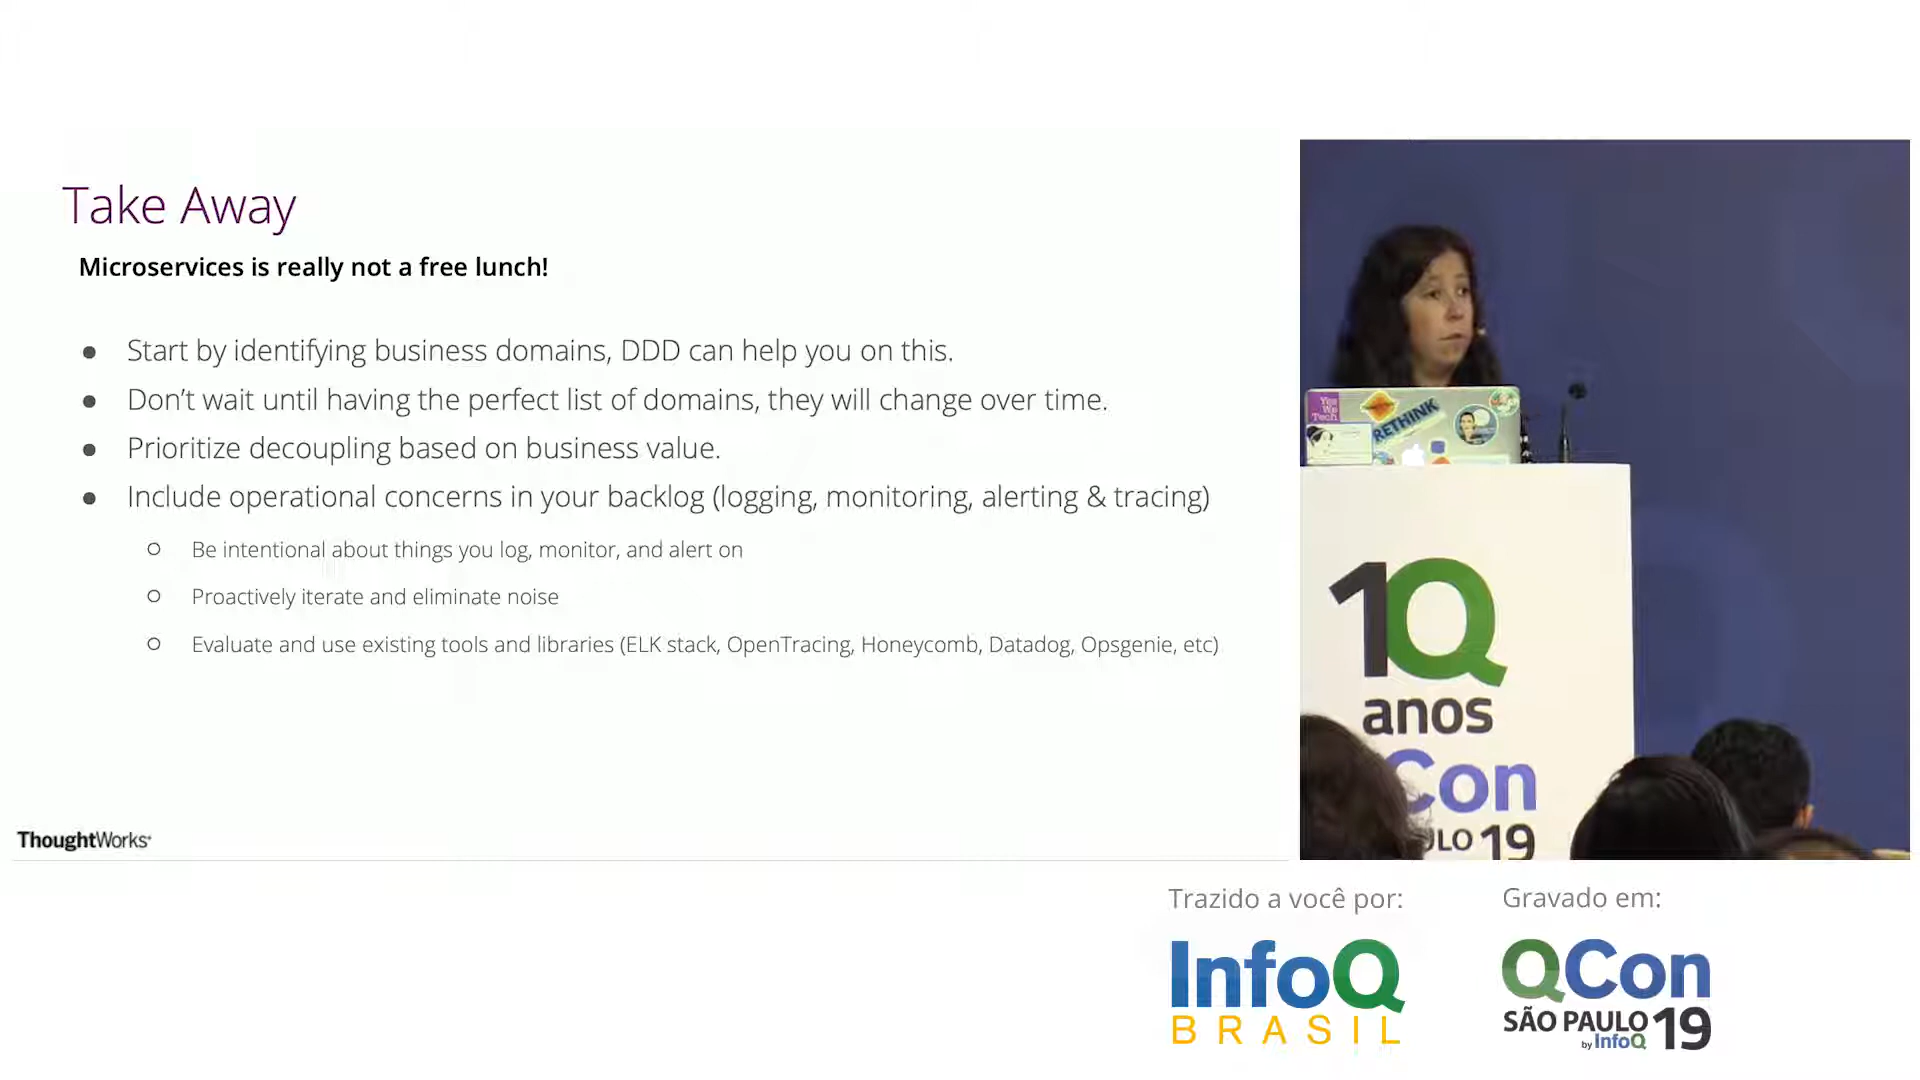 Take Away
Microservices is really not a free lunch!
● Start by identifying business domains, DDD can help you on this.
● Don’t wait until having the perfect list of domains, they will change over time.
● Prioritize decoupling based on business value.
● Include operational concerns in your backlog (logging, monitoring, alerting & tracing)
○ Be intentional about things you log, monitor, and alert on
○ Proactively iterate and eliminate noise
○ Evaluate and use existing tools and libraries (ELK stack, OpenTracing, Honeycomb, Datadog, Opsgenie, etc)
ThoughtWorks
Yes
We
Tech
RETHINK
1Q
anos
Con
ULO 19
Trazido a você por:
InfoQ
BRASIL
Gravado em:
QCon
SÃO PAULO 19
by InfoQ